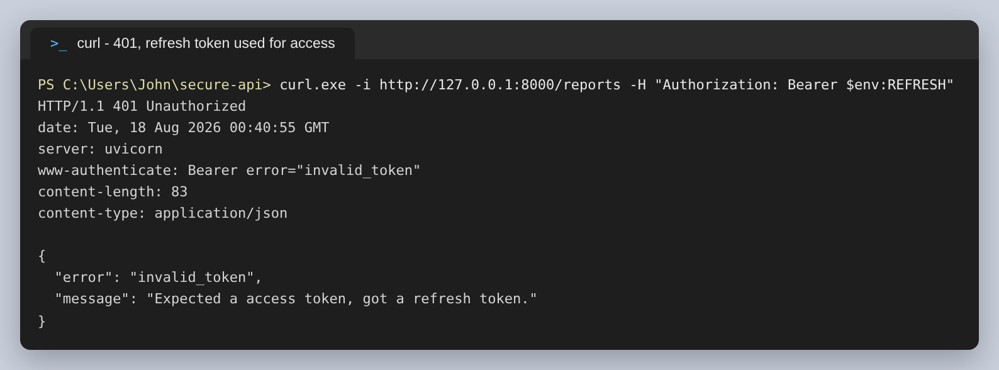 >_ curl - 401, refresh token used for access
PS C:\Users\John\secure-api> curl.exe -i http://127.0.0.1:8000/reports -H "Authorization: Bearer $env:REFRESH"
HTTP/1.1 401 Unauthorized
date: Tue, 18 Aug 2026 00:40:55 GMT
server: uvicorn
www-authenticate: Bearer error="invalid_token"
content-length: 83
content-type: application/json

{
  "error": "invalid_token",
  "message": "Expected a access token, got a refresh token."
}